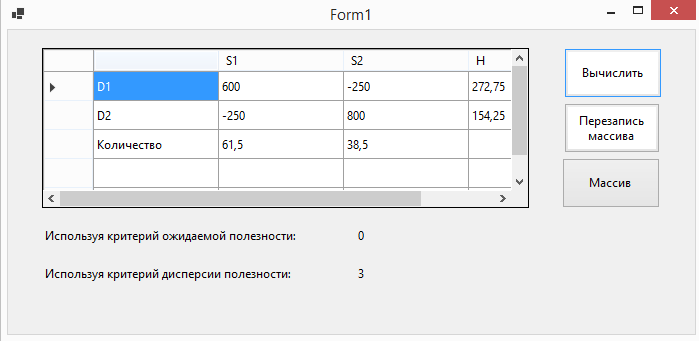 Form1
S1 S2 H
D1 600 -250 272,75
D2 -250 800 154,25
Количество 61,5 38,5
Вычислить
Перезапись
массива
Массив
Используя критерий ожидаемой полезности: 0
Используя критерий дисперсии полезности: 3